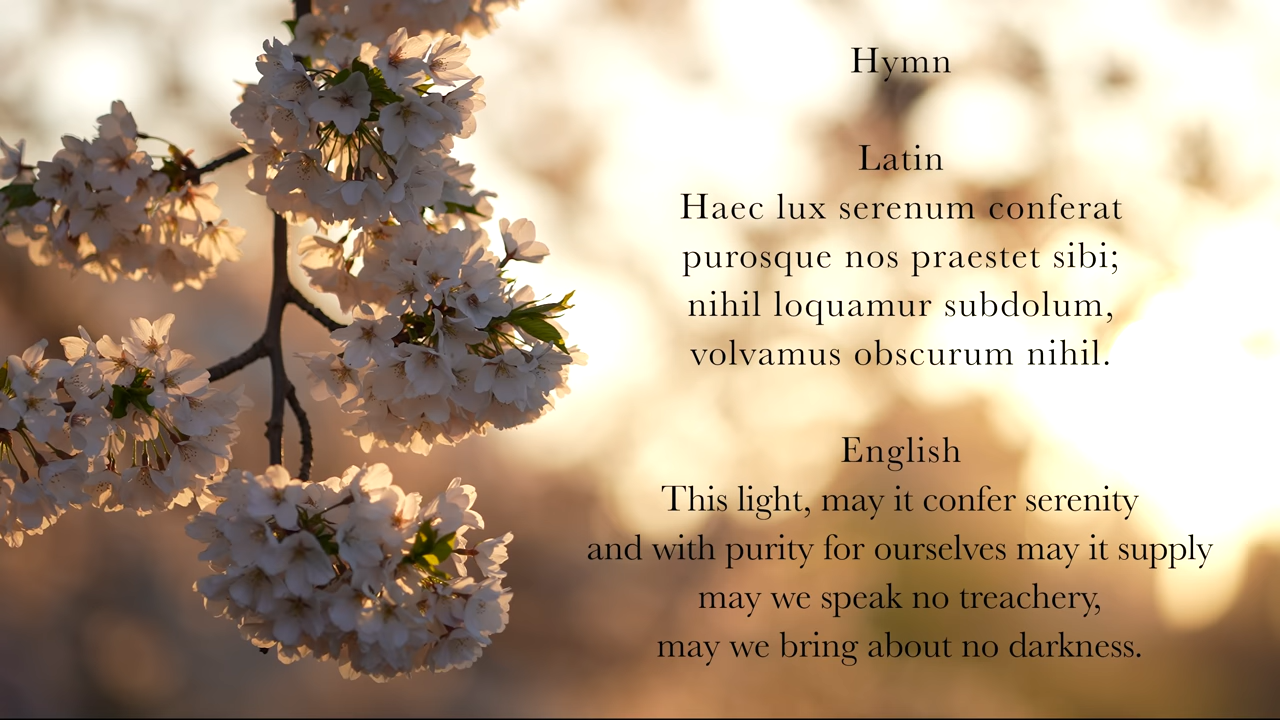 Hymn
Latin
Haec lux serenum conferat
purosque nos praestet sibi;
nihil loquamur subdolum,
volvamus obscurum nihil.
English
This light, may it confer serenity
and with purity for ourselves may it supply
may we speak no treachery,
may we bring about no darkness.